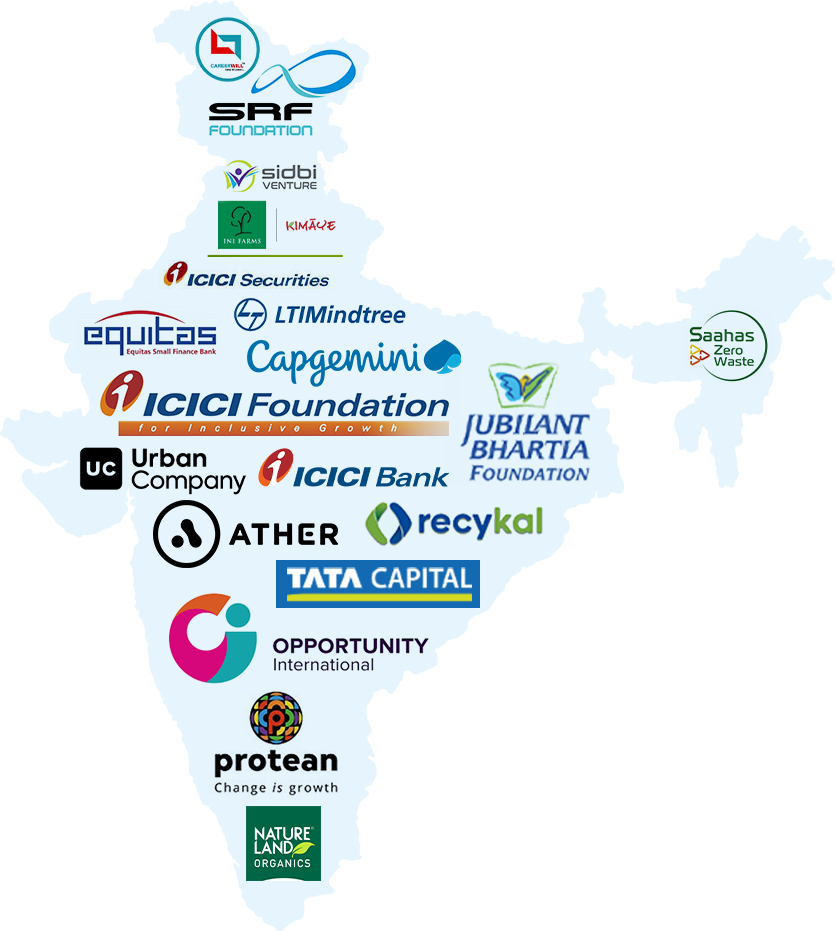 CAREERWILL™
SRF
FOUNDATION
sidbi
VENTURE
INI FARMS
KIMĀYE
i ICICI Securities
LTIMindtree
equitas
Equitas Small Finance Bank
Capgemini
Saahas
Zero
Waste
i ICICI Foundation
for Inclusive Growth
JUBILANT
BHARTIA
FOUNDATION
UC Urban
Company
i ICICI Bank
ATHER
recykal
TATA CAPITAL
OPPORTUNITY
International
p
protean
Change is growth
NATURE
LAND
ORGANICS